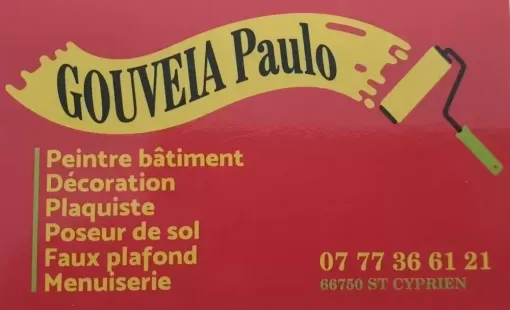 GOUVEIA Paulo
Peintre bâtiment
Décoration
Plaquiste
Poseur de sol
Faux plafond
Menuiserie
07 77 36 61 21
66750 ST CYPRIEN